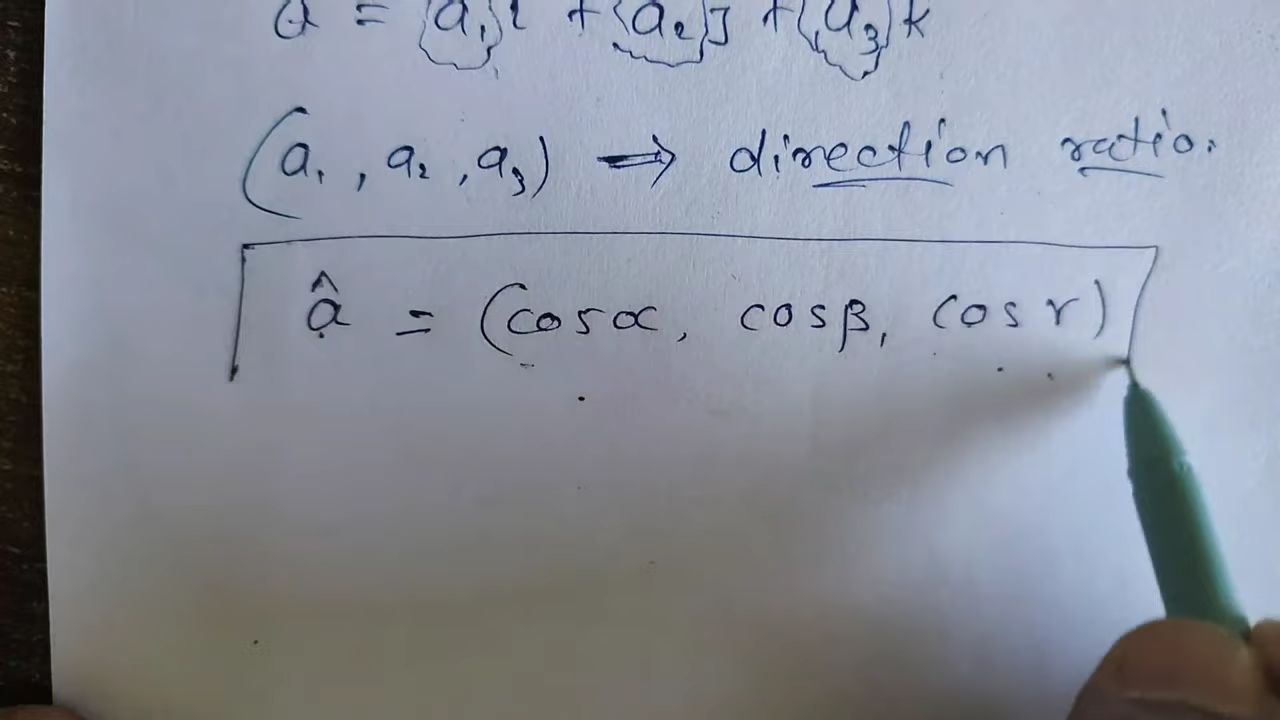 a = (a₁)i + (a₂)j + (a₃)k
(a₁, a₂, a₃) ⇒ direction ratio.
â = (cosα, cosβ, cosγ)